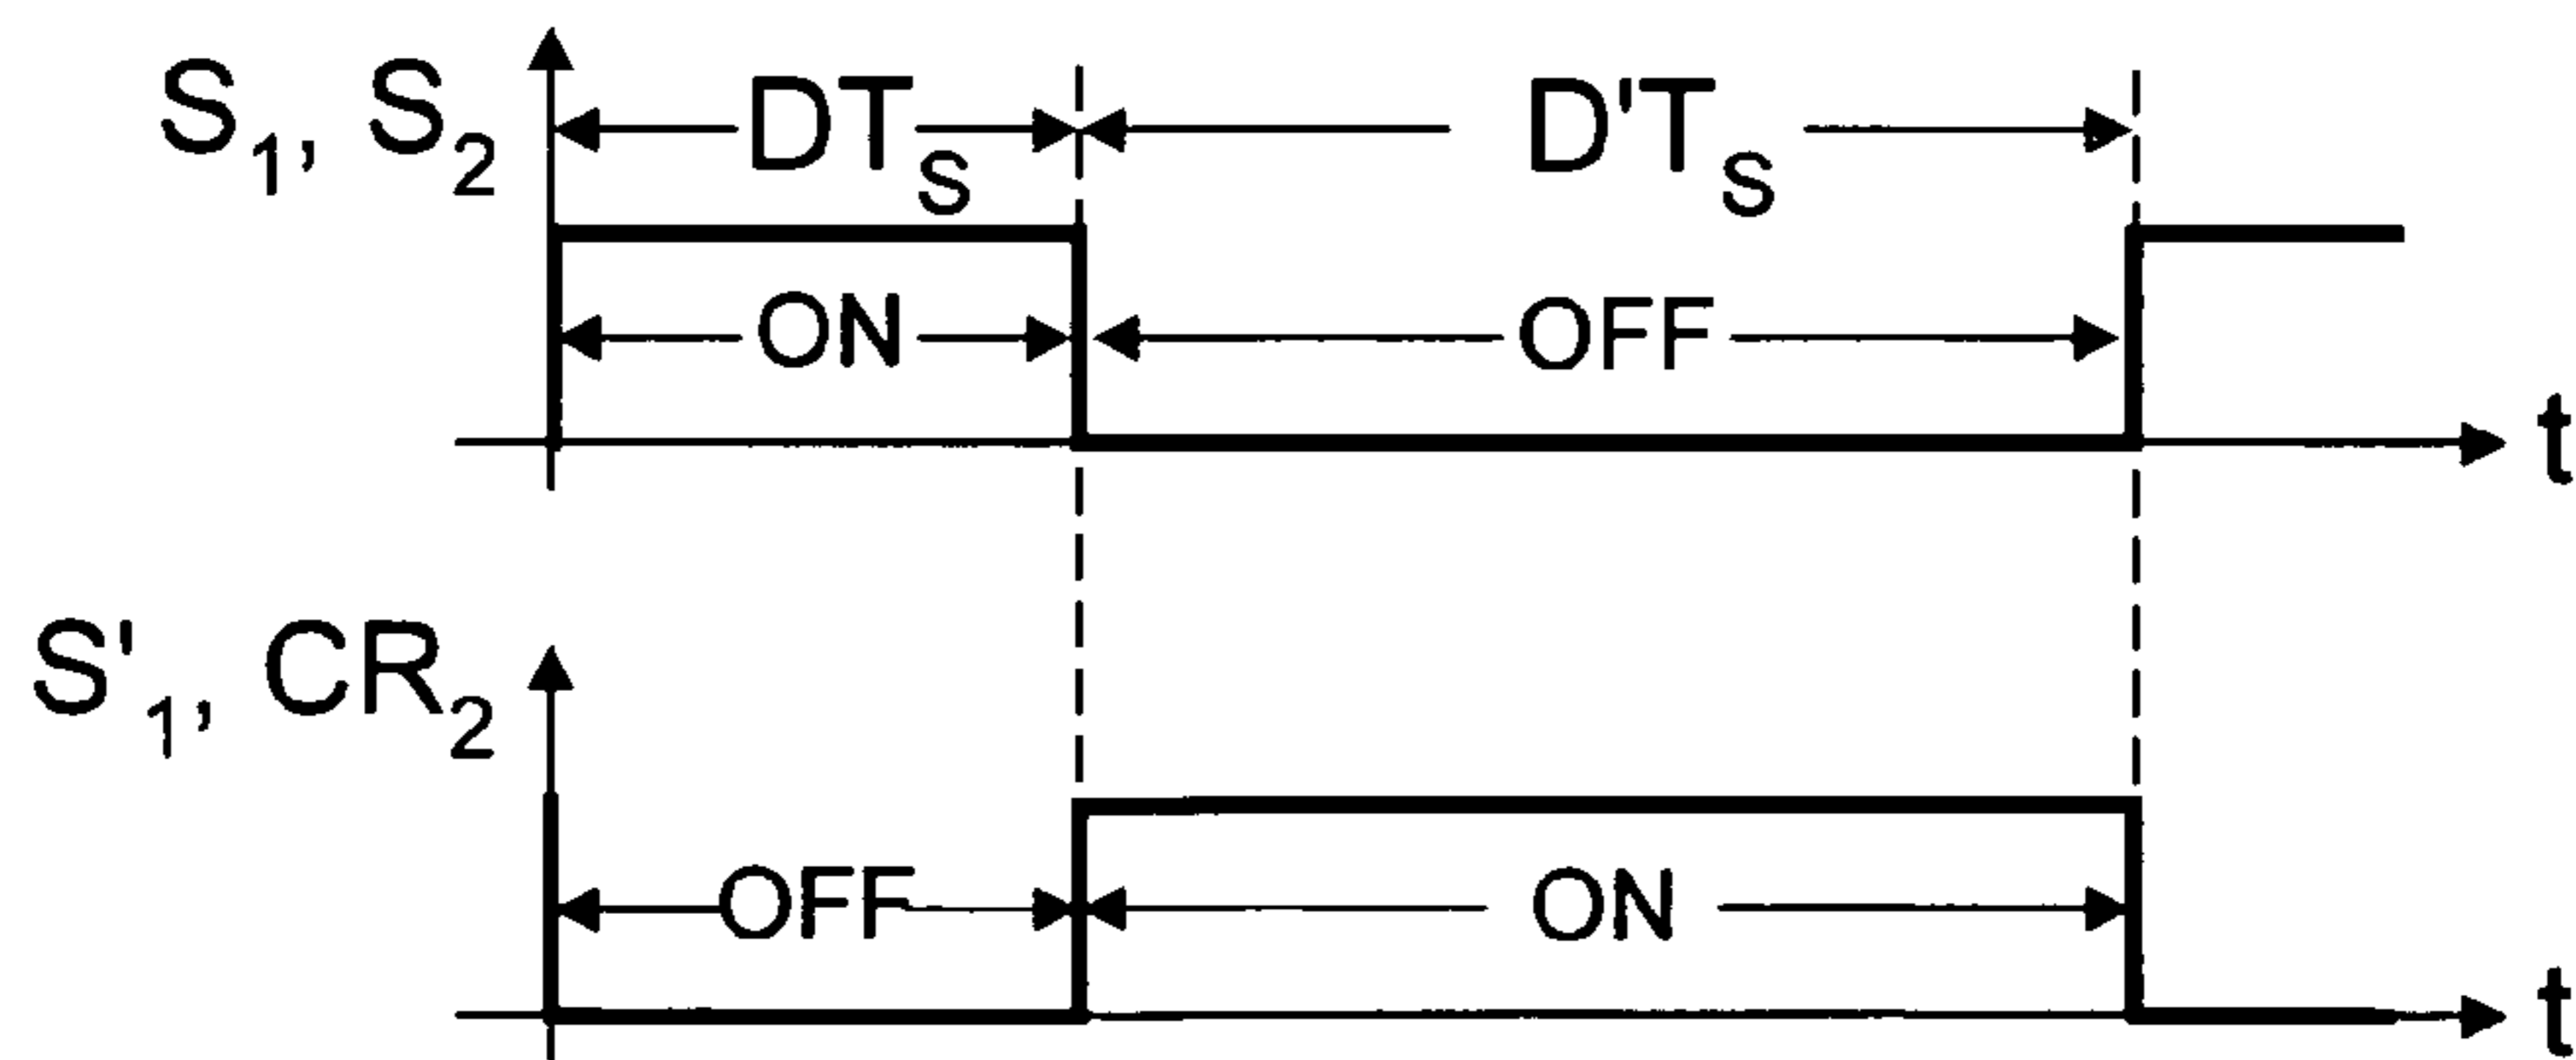 S₁, S₂
DTₛ
D'Tₛ
ON
OFF
t
S'₁, CR₂
OFF
ON
t